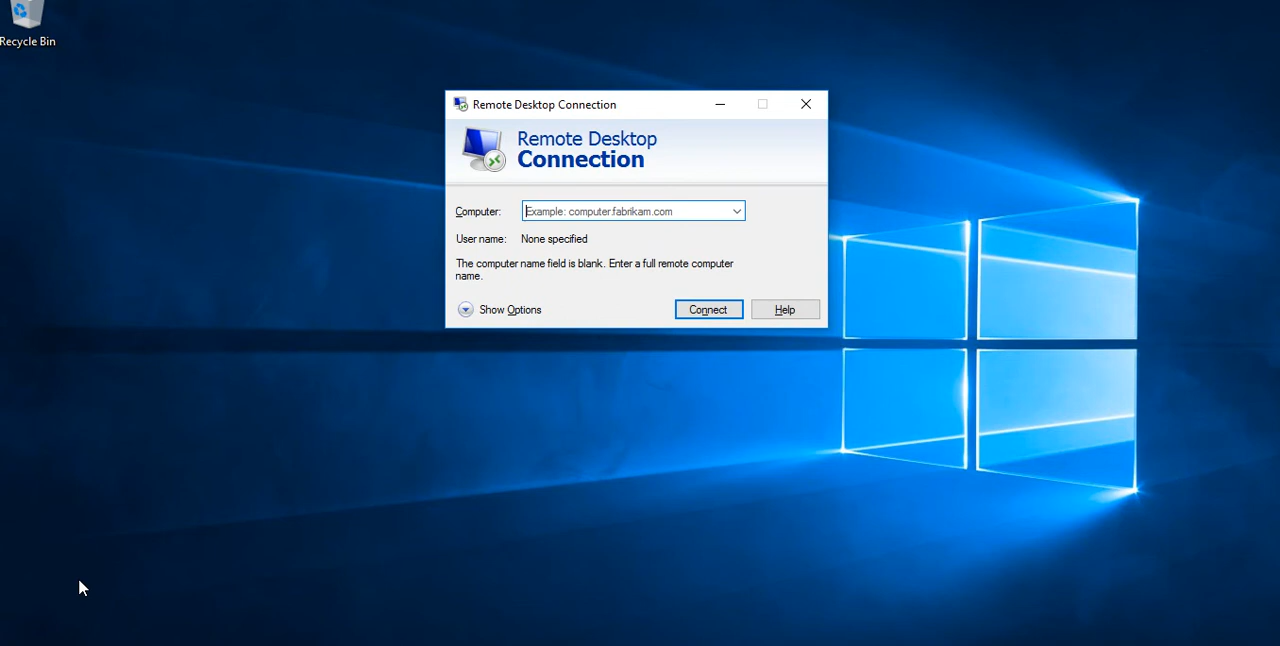 Recycle Bin
Remote Desktop Connection
Remote Desktop
Connection
Computer: Example: computer.fabrikam.com
User name: None specified
The computer name field is blank. Enter a full remote computer
name.
Show Options Connect Help